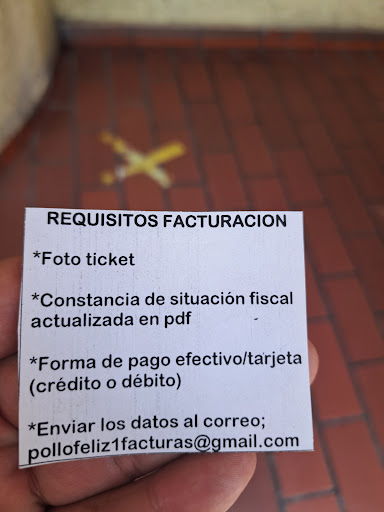 REQUISITOS FACTURACION
*Foto ticket
*Constancia de situación fiscal
actualizada en pdf
*Forma de pago efectivo/tarjeta
(crédito o débito)
*Enviar los datos al correo;
pollofeliz1facturas@gmail.com